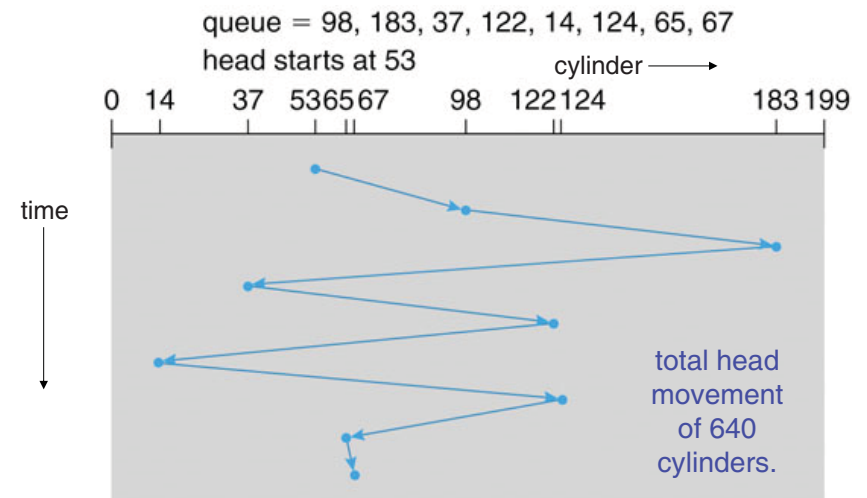 queue = 98, 183, 37, 122, 14, 124, 65, 67
head starts at 53
cylinder
0 14 37 536567 98 122124 183199
time
total head
movement
of 640
cylinders.